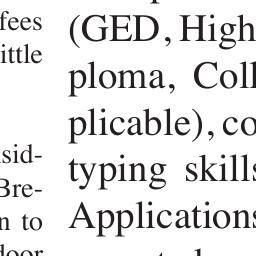 fees
ittle
sid-
Bre-
n to
door
(GED, High
ploma, Coll
plicable), co
typing skills
Applications